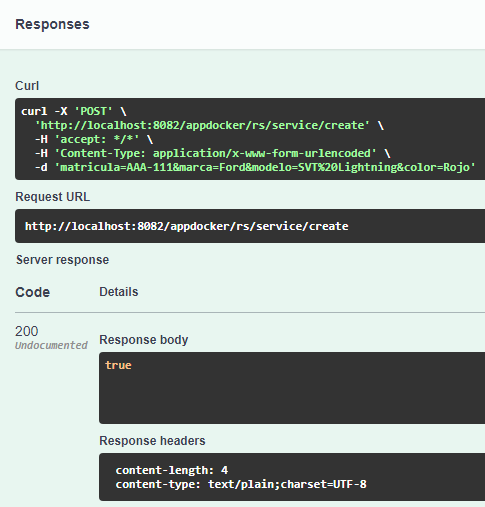 Responses
Curl
curl -X 'POST' \
'http://localhost:8082/appdocker/rs/service/create' \
-H 'accept: */*' \
-H 'Content-Type: application/x-www-form-urlencoded' \
-d 'matricula=AAA-111&marca=Ford&modelo=SVT%20Lightning&color=Rojo'
Request URL
http://localhost:8082/appdocker/rs/service/create
Server response
Code Details
200
Undocumented
Response body
true
Response headers
content-length: 4
content-type: text/plain;charset=UTF-8